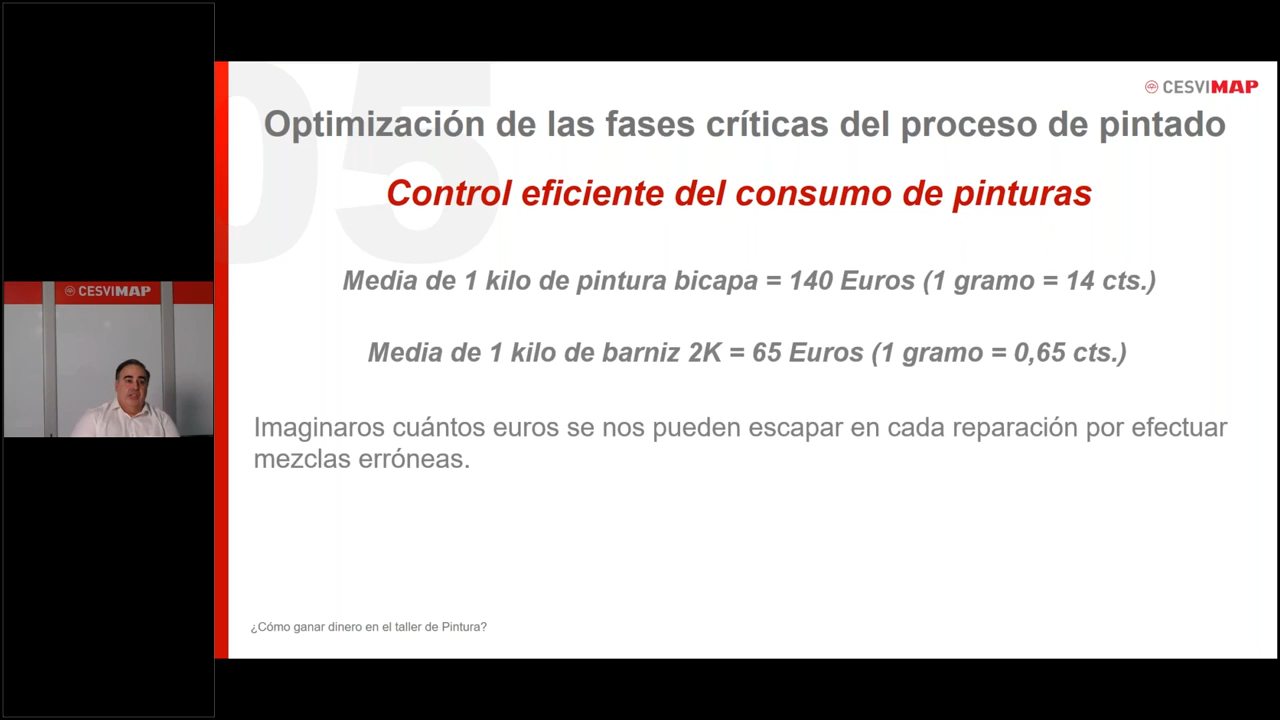 CESVIMAP
05
CESVIMAP
Optimización de las fases críticas del proceso de pintado
Control eficiente del consumo de pinturas
Media de 1 kilo de pintura bicapa = 140 Euros (1 gramo = 14 cts.)
Media de 1 kilo de barniz 2K = 65 Euros (1 gramo = 0,65 cts.)
Imaginaros cuántos euros se nos pueden escapar en cada reparación por efectuar
mezclas erróneas.
¿Cómo ganar dinero en el taller de Pintura?